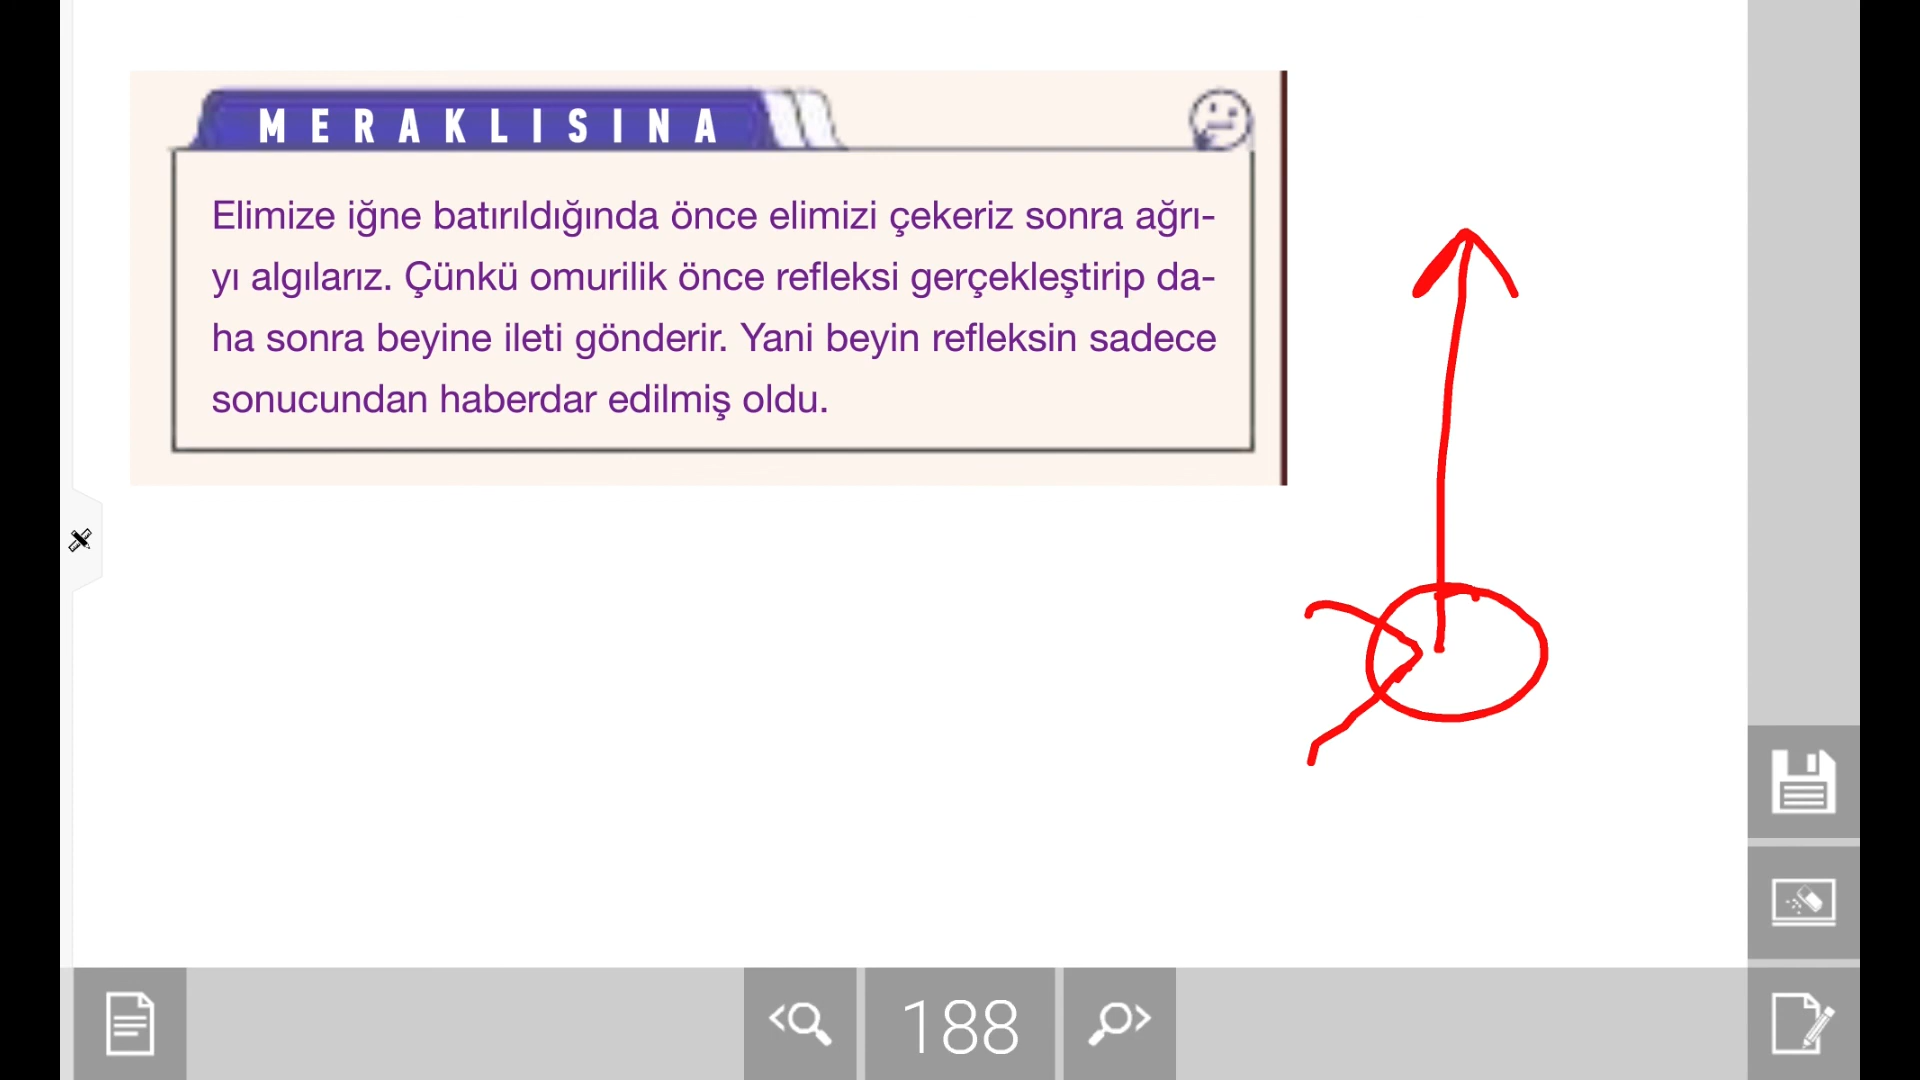 MERAKLISINA
Elimize iğne batırıldığında önce elimizi çekeriz sonra ağrı-
yı algılarız. Çünkü omurilik önce refleksi gerçekleştirip da-
ha sonra beyine ileti gönderir. Yani beyin refleksin sadece
sonucundan haberdar edilmiş oldu.
188